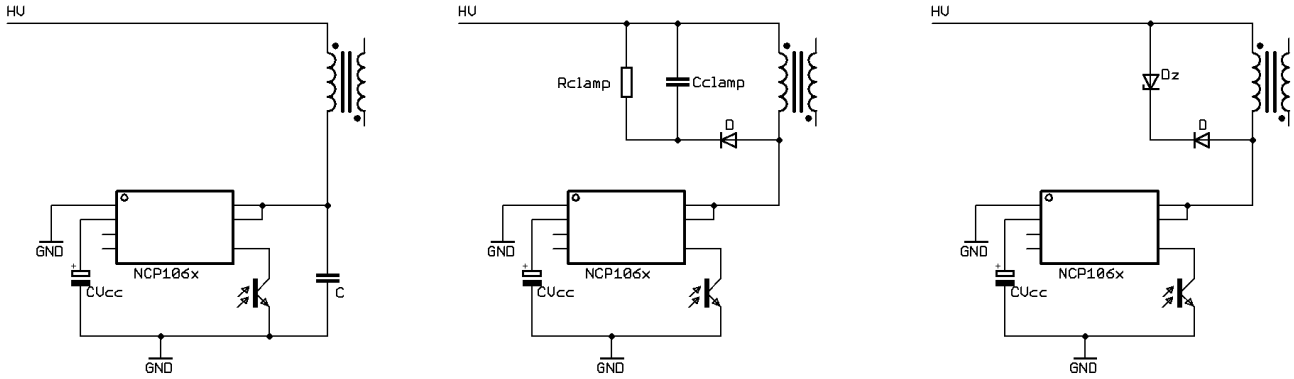 HV
GND
NCP106x
CVcc
C
GND
HV
Rclamp
Cclamp
D
GND
NCP106x
+
CVcc
GND
HV
Dz
D
GND
NCP106x
+
CVcc
GND